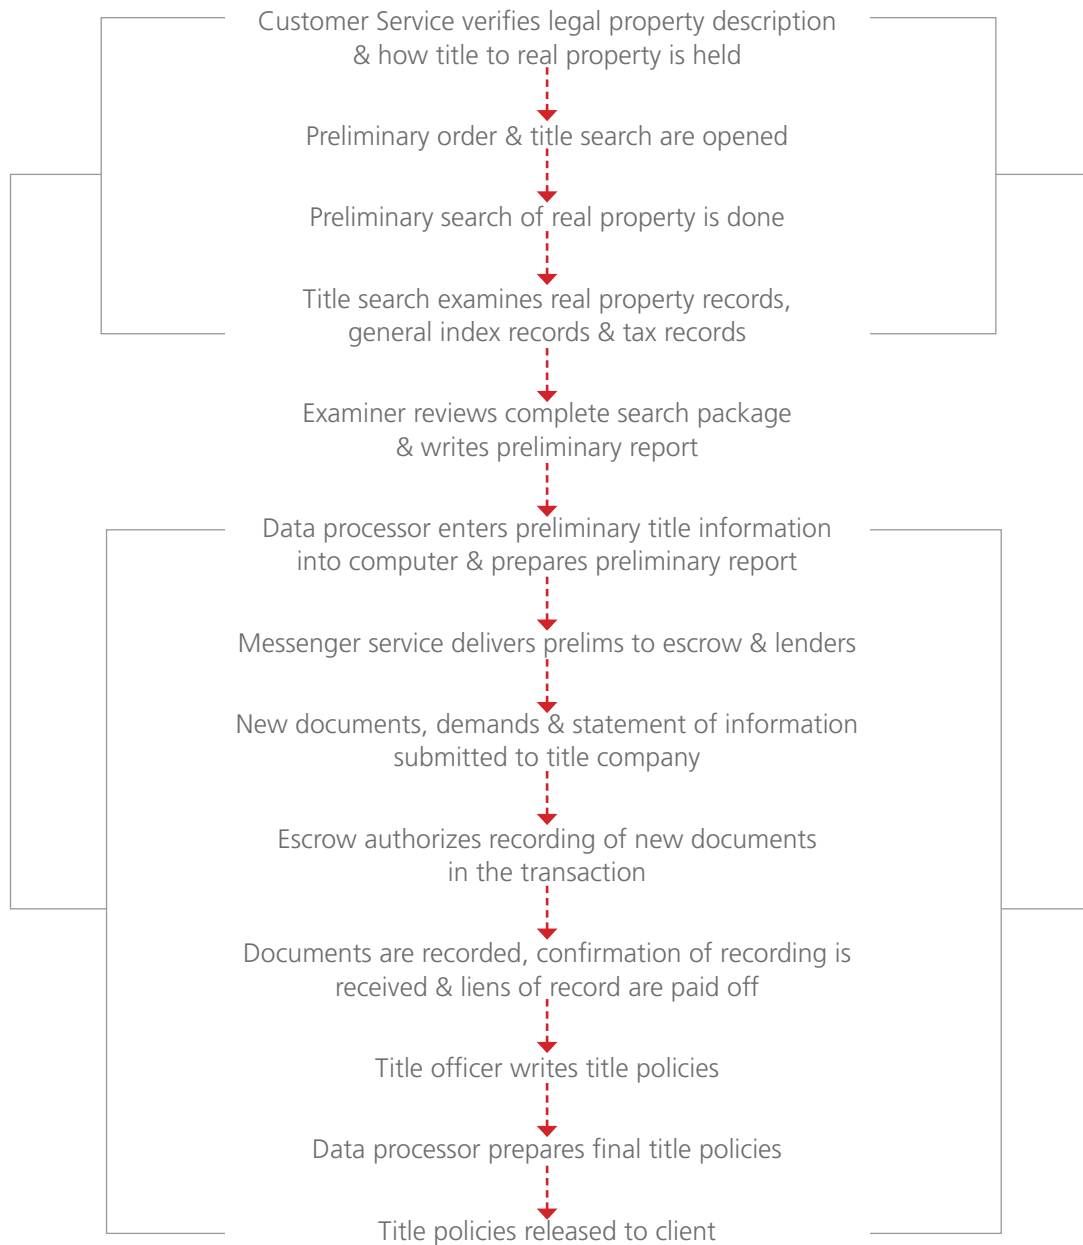 Customer Service verifies legal property description
& how title to real property is held
Preliminary order & title search are opened
Preliminary search of real property is done
Title search examines real property records,
general index records & tax records
Examiner reviews complete search package
& writes preliminary report
Data processor enters preliminary title information
into computer & prepares preliminary report
Messenger service delivers prelims to escrow & lenders
New documents, demands & statement of information
submitted to title company
Escrow authorizes recording of new documents
in the transaction
Documents are recorded, confirmation of recording is
received & liens of record are paid off
Title officer writes title policies
Data processor prepares final title policies
Title policies released to client